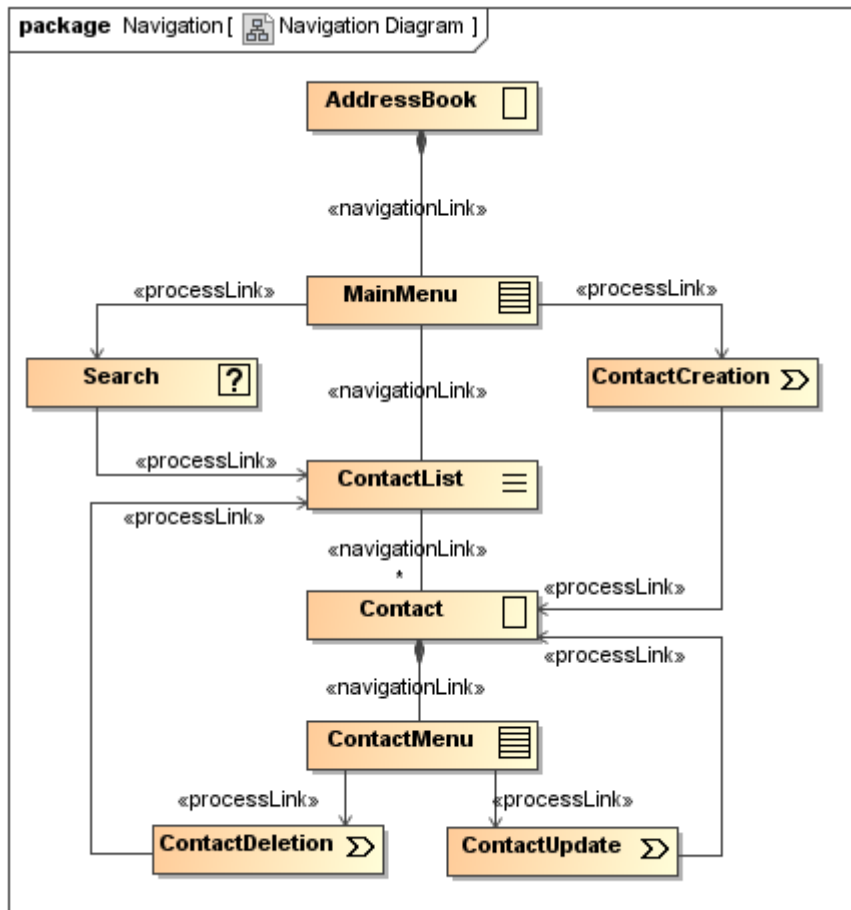 package Navigation [ Navigation Diagram ]
AddressBook
«navigationLink»
«processLink»
MainMenu
«processLink»
Search ?
«navigationLink»
ContactCreation
«processLink»
ContactList
«processLink»
«navigationLink»
*
«processLink»
Contact
«processLink»
«navigationLink»
ContactMenu
«processLink»
«processLink»
ContactDeletion
ContactUpdate